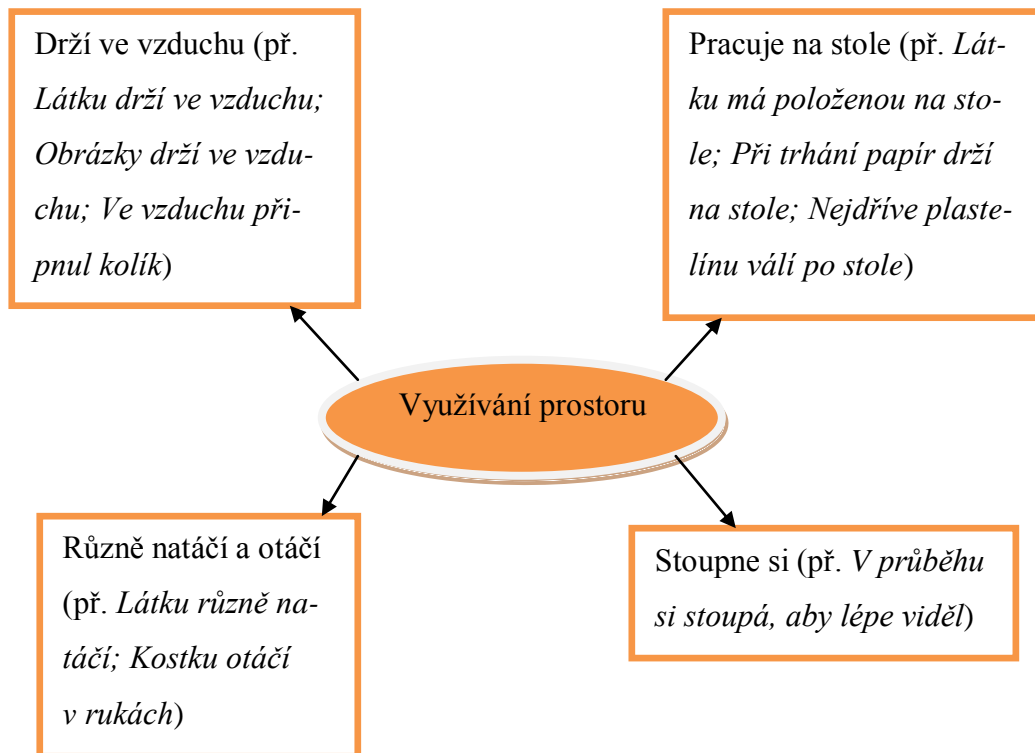 Drží ve vzduchu (př.
Látku drží ve vzduchu;
Obrázky drží ve vzdu-
chu; Ve vzduchu při-
pnul kolík)
Pracuje na stole (př. Lát-
ku má položenou na sto-
le; Při trhání papír drží
na stole; Nejdříve plaste-
línu válí po stole)
Využívání prostoru
Různě natáčí a otáčí
(př. Látku různě na-
táčí; Kostku otáčí
v rukách)
Stoupne si (př. V průběhu
si stoupá, aby lépe viděl)